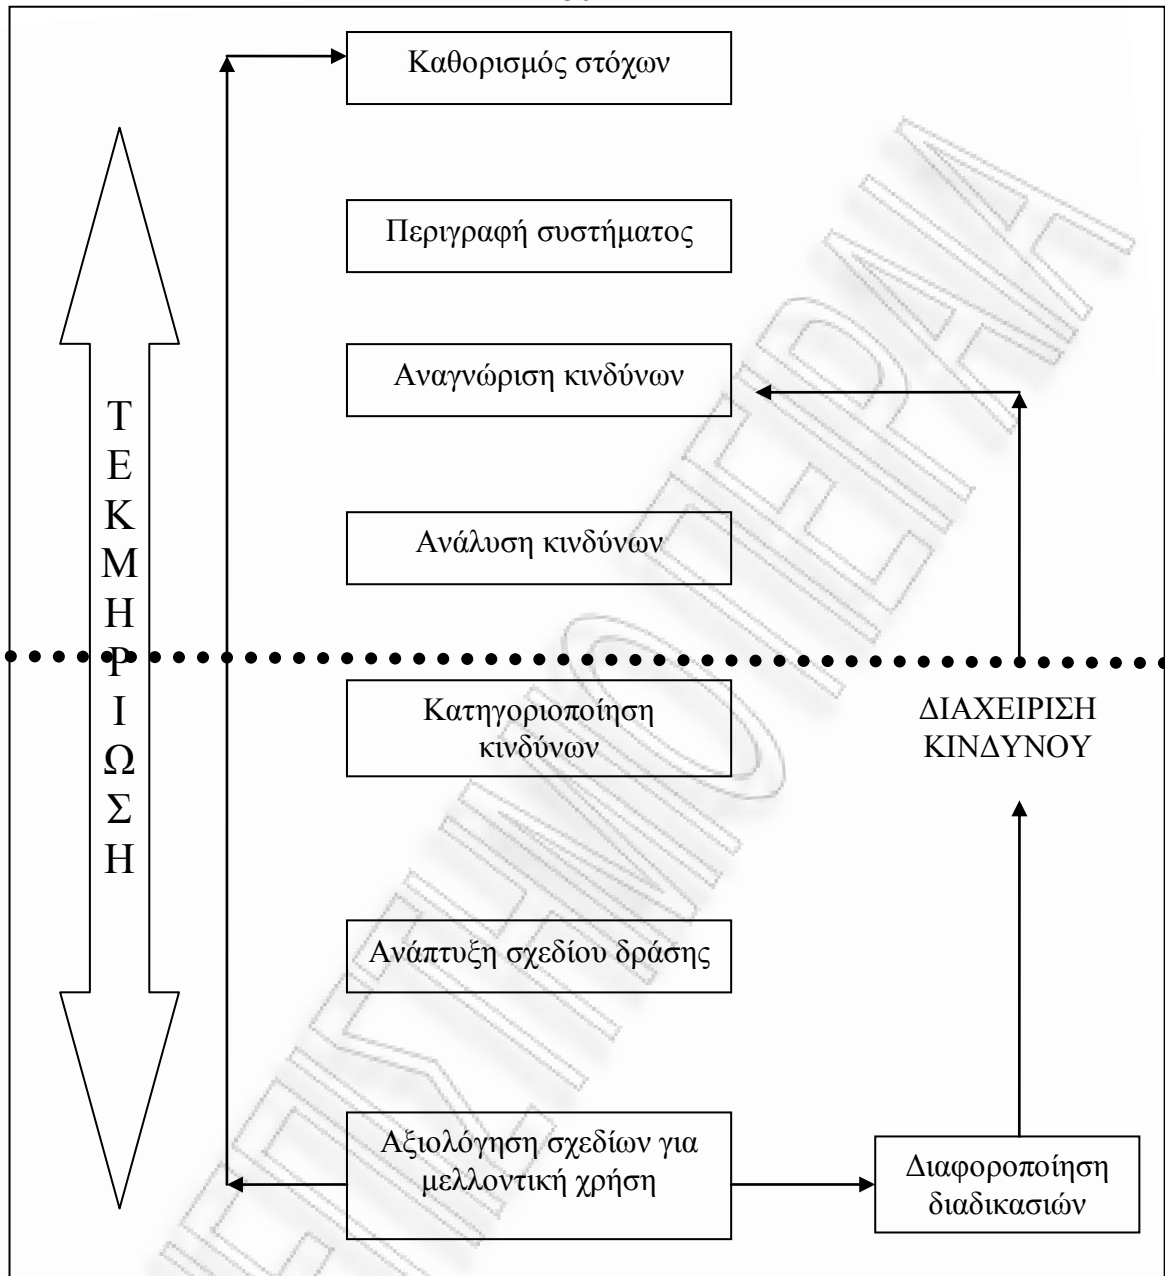 Καθορισμός στόχων
Περιγραφή συστήματος
Αναγνώριση κινδύνων
Ανάλυση κινδύνων
ΤΕΚΜΗΡΙΩΣΗ
Κατηγοριοποίηση
κινδύνων
ΔΙΑΧΕΙΡΙΣΗ
ΚΙΝΔΥΝΟΥ
Ανάπτυξη σχεδίου δράσης
Αξιολόγηση σχεδίων για
μελλοντική χρήση
Διαφοροποίηση
διαδικασιών